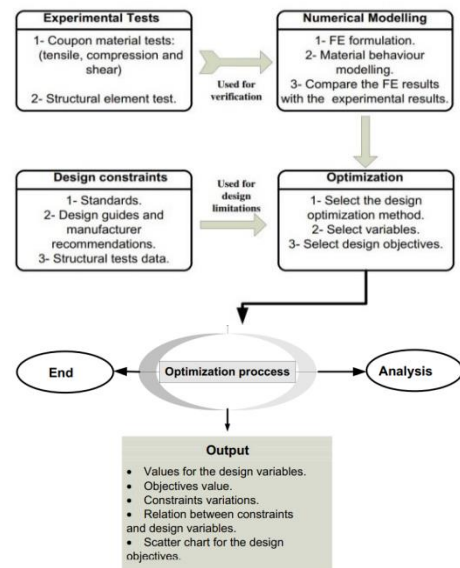 Experimental Tests
1- Coupon material tests:
(tensile, compression and
shear)
2- Structural element test.
Used for
verification
Numerical Modelling
1- FE formulation.
2- Material behaviour
modelling.
3- Compare the FE results
with the experimental results.
Design constraints
1- Standards.
2- Design guides and
manufacturer
recommendations.
3- Structural tests data.
Used for
design
limitations
Optimization
1- Select the design
optimization method.
2- Select variables.
3- Select design objectives.
End
Optimization proccess
Analysis
Output
• Values for the design variables.
• Objectives value.
• Constraints variations.
• Relation between constraints
and design variables.
• Scatter chart for the design
objectives.